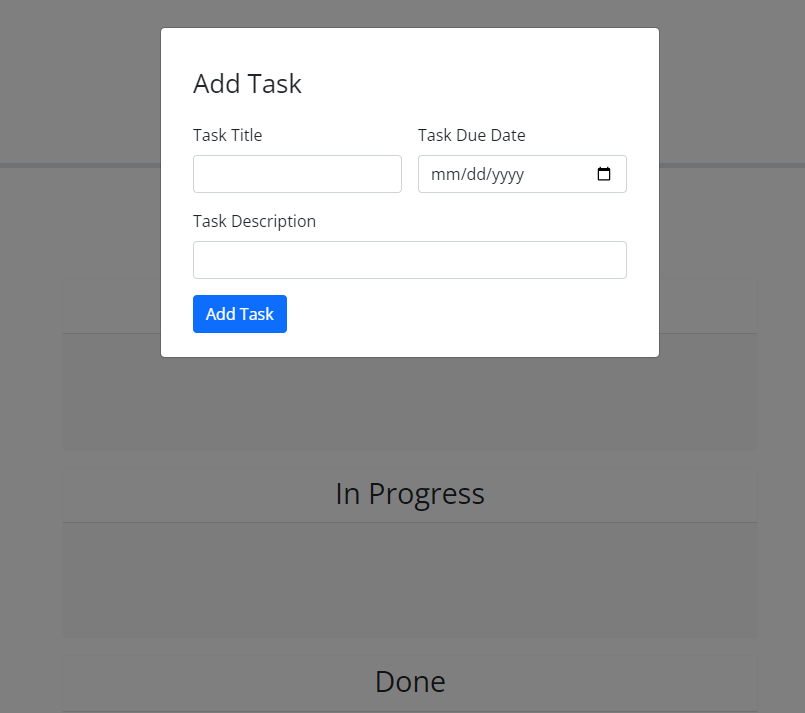 Add Task
Task Title
Task Due Date
mm/dd/yyyy
Task Description
Add Task
In Progress
Done